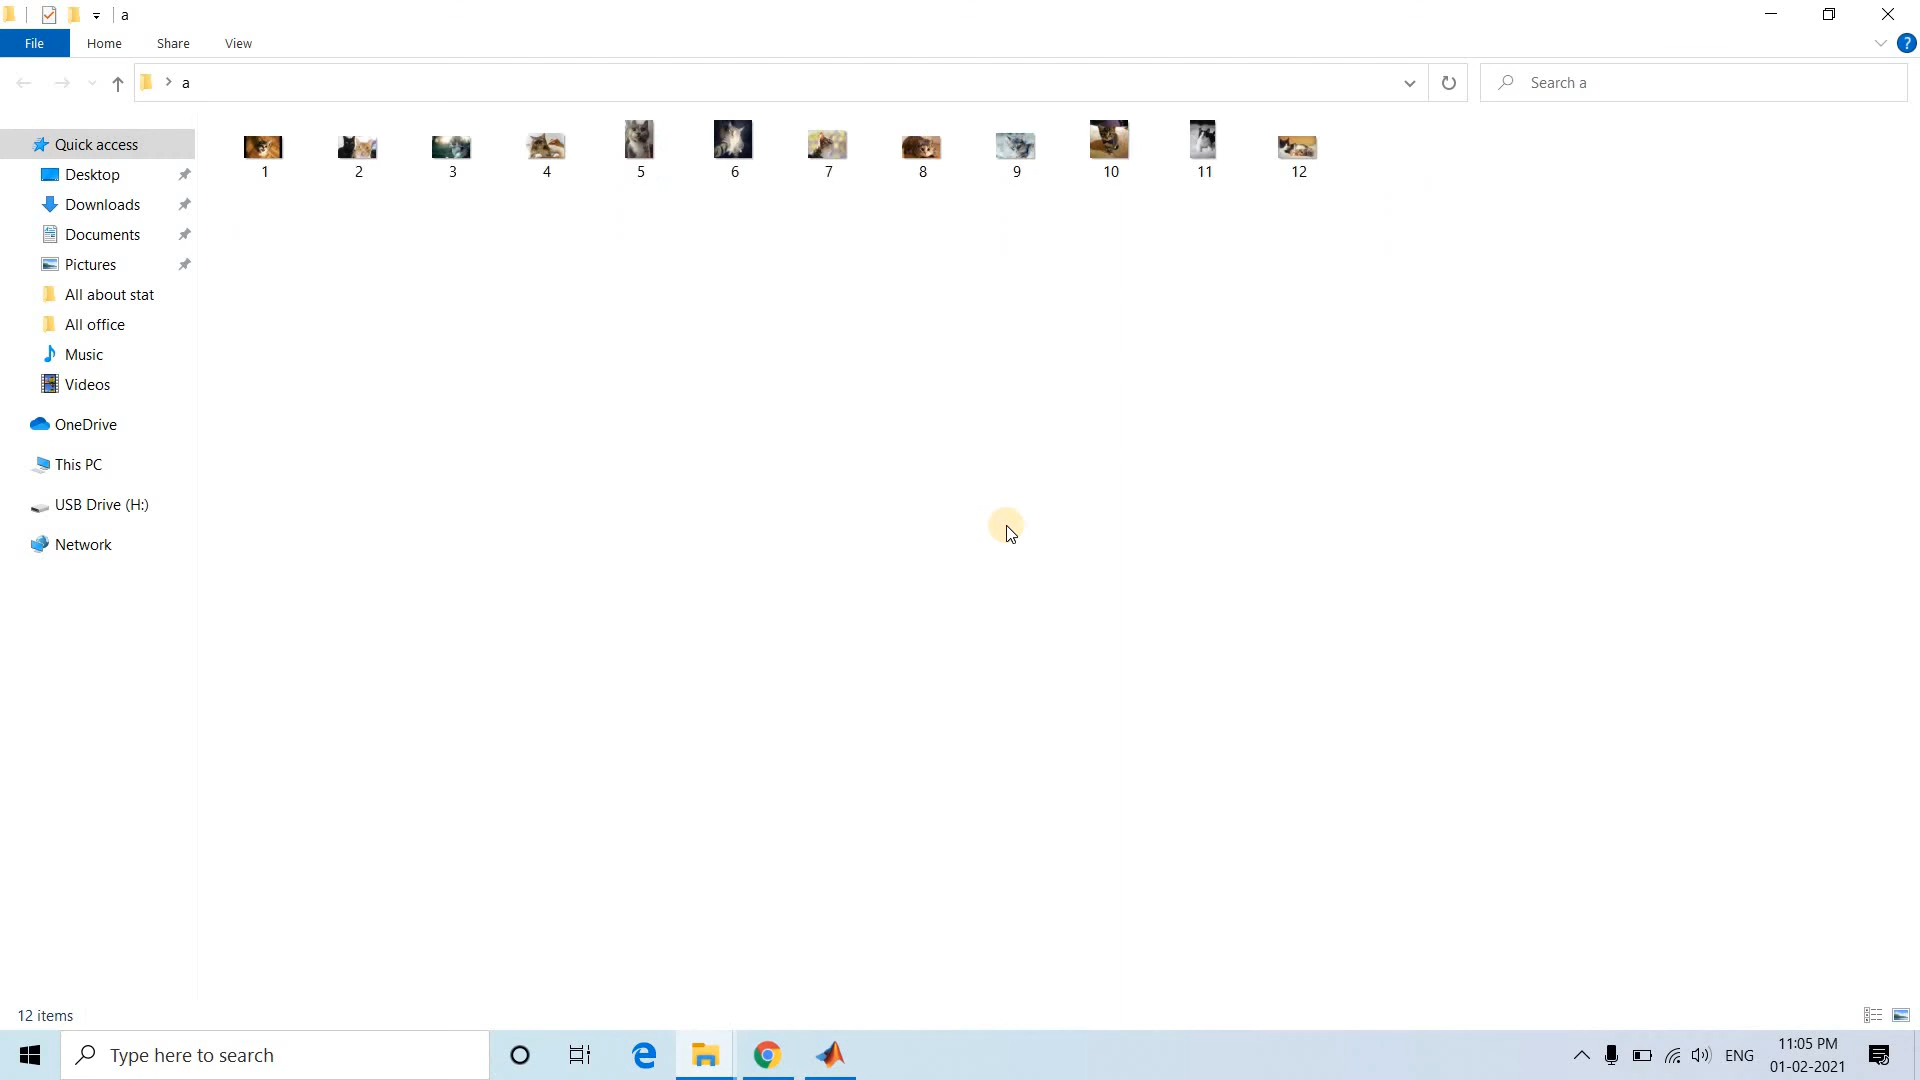 a
File Home Share View ?
a
Search a
Quick access
Desktop
Downloads
Documents
Pictures
All about stat
All office
Music
Videos
OneDrive
This PC
USB Drive (H:)
Network
1 2 3 4 5 6 7 8 9 10 11 12
12 items
Type here to search
ENG
11:05 PM
01-02-2021